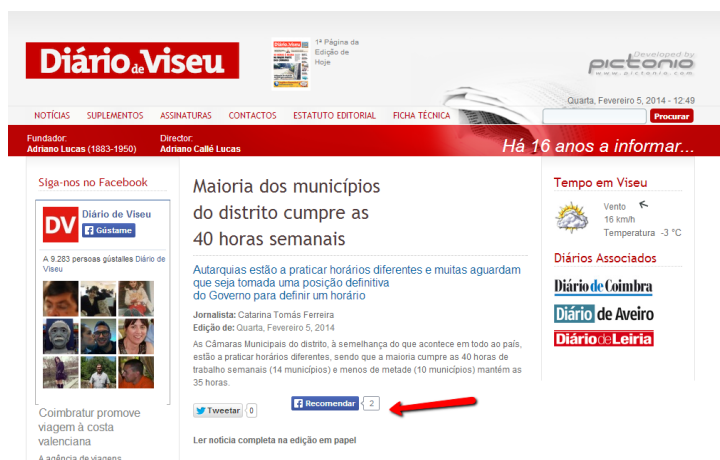 Diário de Viseu
1ª Página da
Edição de
Hoje
Developed by
pictonio
www.pictonio.com
Quarta, Fevereiro 5, 2014 - 12:49
NOTÍCIAS SUPLEMENTOS ASSINATURAS CONTACTOS ESTATUTO EDITORIAL FICHA TÉCNICA
Procurar
Fundador:
Adriano Lucas (1883-1950)
Director:
Adriano Callé Lucas
Há 16 anos a informar...
Siga-nos no Facebook
DV
Diário de Viseu
Gústame
A 9.283 persoas gústalles Diário de
Viseu
Coimbratur promove
viagem à costa
valenciana
A agência de viagens
Maioria dos municípios
do distrito cumpre as
40 horas semanais
Autarquias estão a praticar horários diferentes e muitas aguardam
que seja tomada uma posição definitiva
do Governo para definir um horário
Jornalista: Catarina Tomás Ferreira
Edição de: Quarta, Fevereiro 5, 2014
As Câmaras Municipais do distrito, à semelhança do que acontece em todo ao país,
estão a praticar horários diferentes, sendo que a maioria cumpre as 40 horas de
trabalho semanais (14 municípios) e menos de metade (10 municípios) mantém as
35 horas.
Tweetar 0
Recomendar 2
Ler notícia completa na edição em papel
Tempo em Viseu
Vento
16 km/h
Temperatura -3 °C
Diários Associados
Diário de Coimbra
Diário de Aveiro
Diário de Leiria